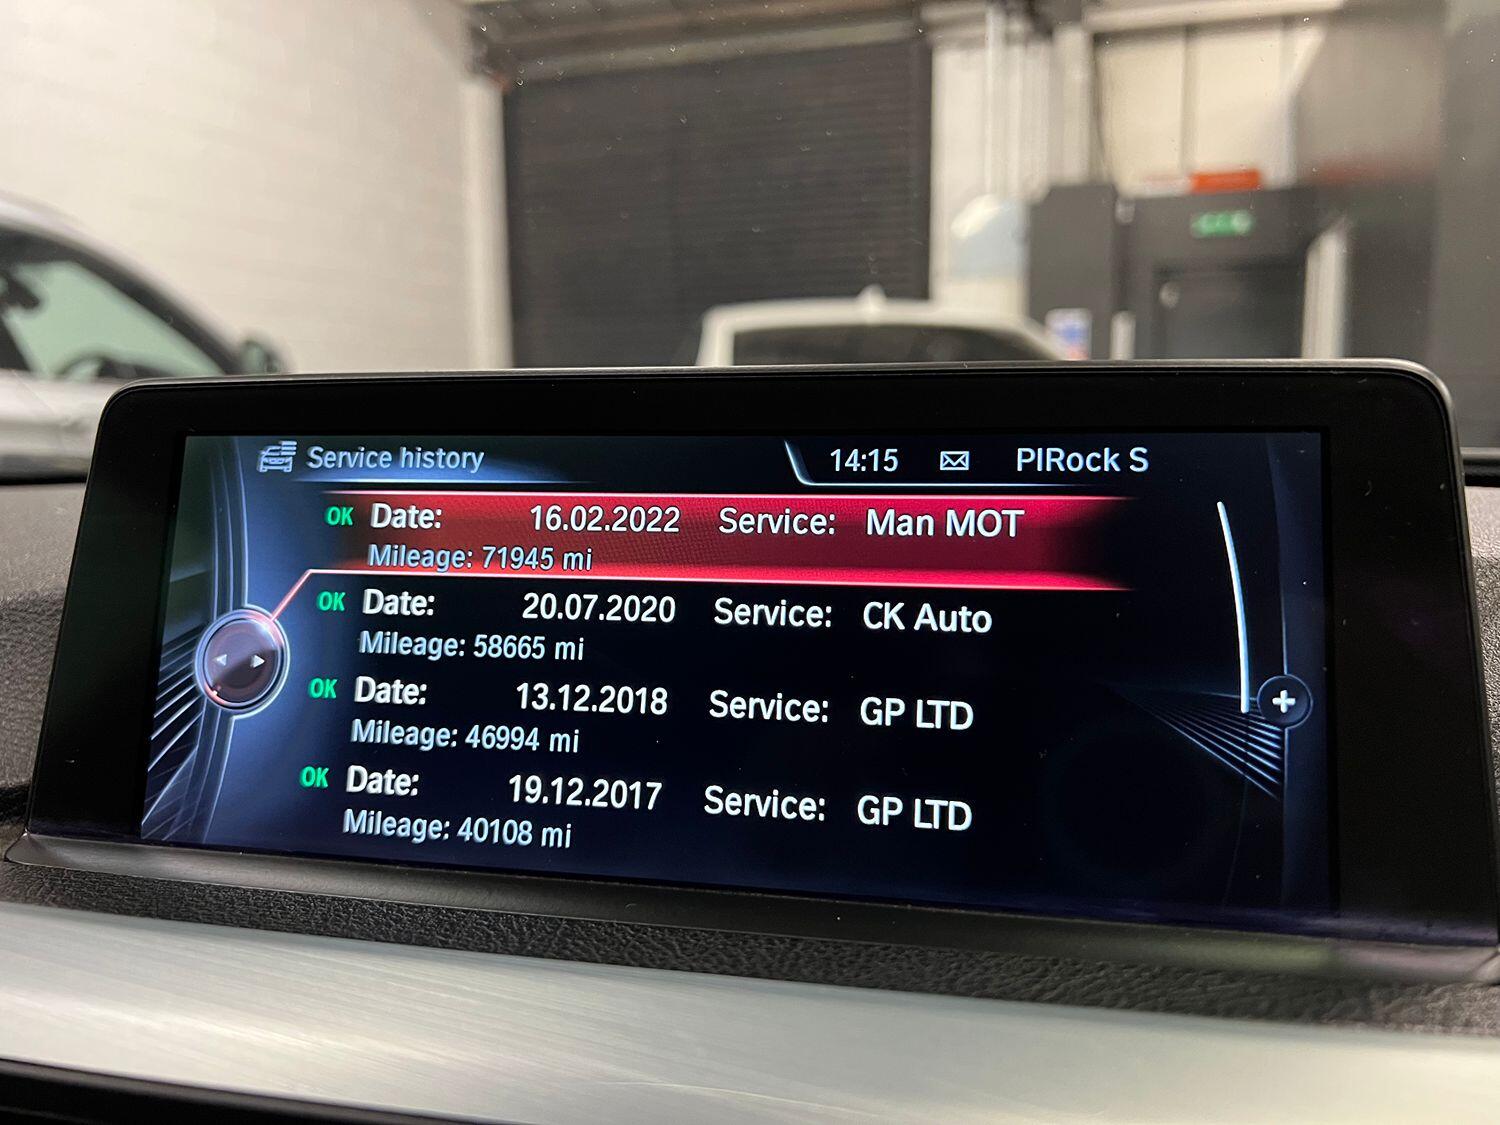 Service history 14:15 PIRock S
OK Date: 16.02.2022 Service: Man MOT
Mileage: 71945 mi
OK Date: 20.07.2020 Service: CK Auto
Mileage: 58665 mi
OK Date: 13.12.2018 Service: GP LTD
Mileage: 46994 mi
OK Date: 19.12.2017 Service: GP LTD
Mileage: 40108 mi